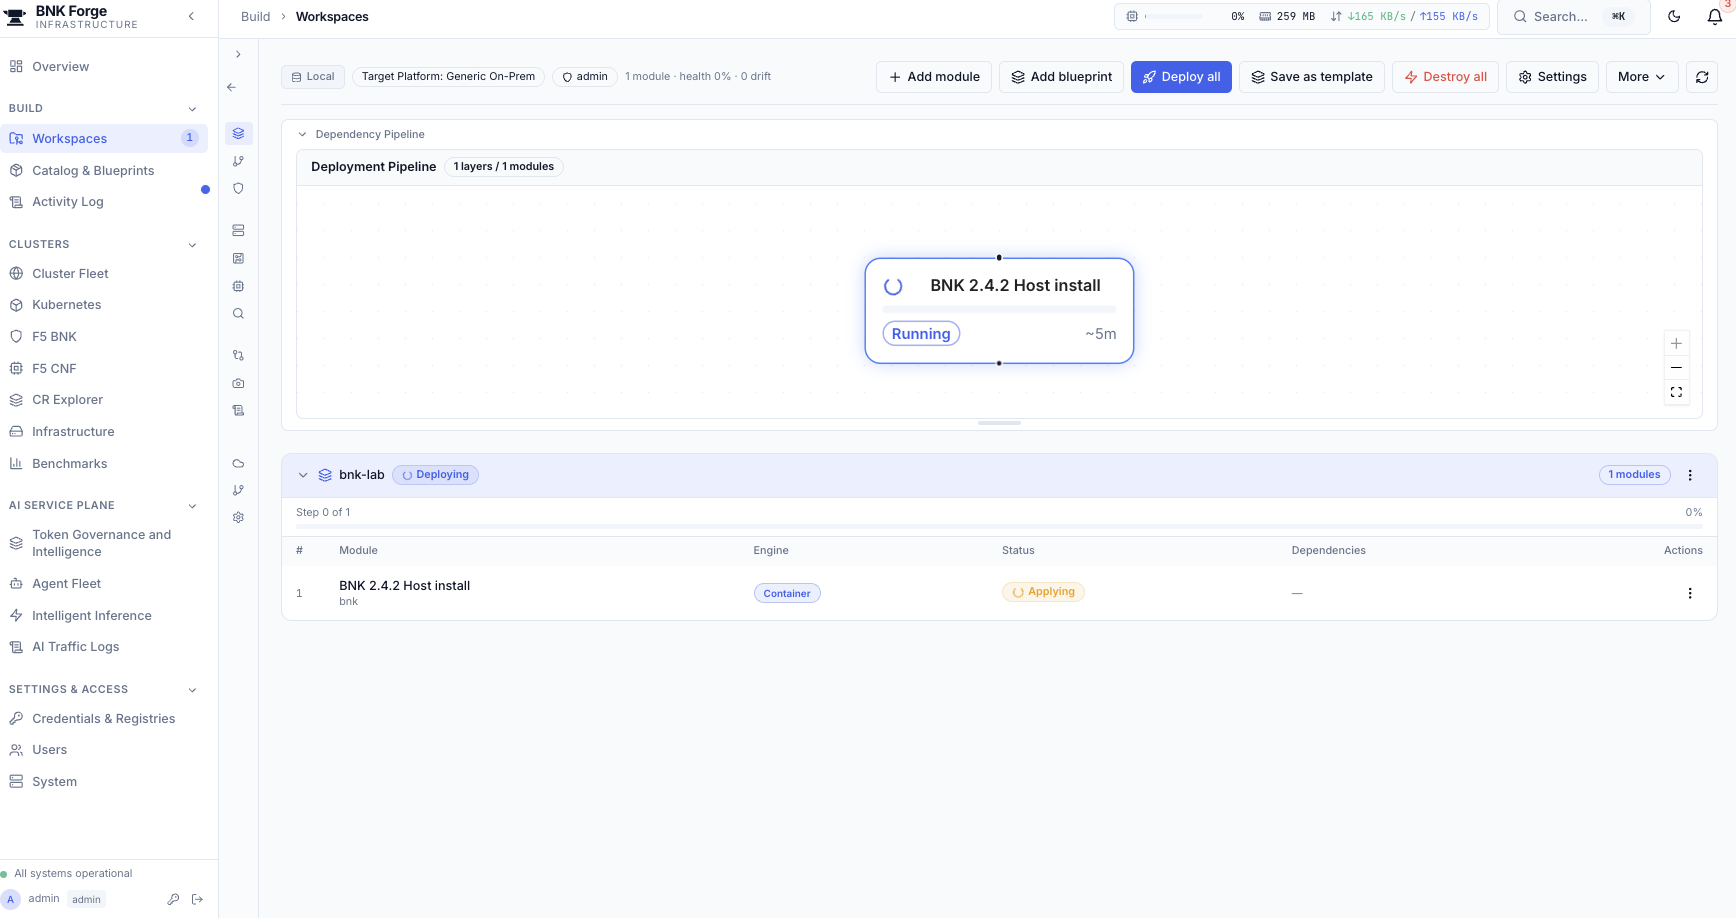 BNK Forge
INFRASTRUCTURE
Overview
BUILD
Workspaces 1
Catalog & Blueprints
Activity Log
CLUSTERS
Cluster Fleet
Kubernetes
F5 BNK
F5 CNF
CR Explorer
Infrastructure
Benchmarks
AI SERVICE PLANE
Token Governance and
Intelligence
Agent Fleet
Intelligent Inference
AI Traffic Logs
SETTINGS & ACCESS
Credentials & Registries
Users
System
All systems operational
A admin admin
Build > Workspaces
0% 259 MB ↓165 KB/s / ↑155 KB/s
Search... ⌘K
3
Local Target Platform: Generic On-Prem admin 1 module · health 0% · 0 drift
Add module Add blueprint Deploy all Save as template Destroy all Settings More
Dependency Pipeline
Deployment Pipeline 1 layers / 1 modules
BNK 2.4.2 Host install
Running ~5m
bnk-lab Deploying 1 modules
Step 0 of 1 0%
# Module Engine Status Dependencies Actions
1 BNK 2.4.2 Host install Container Applying —
bnk